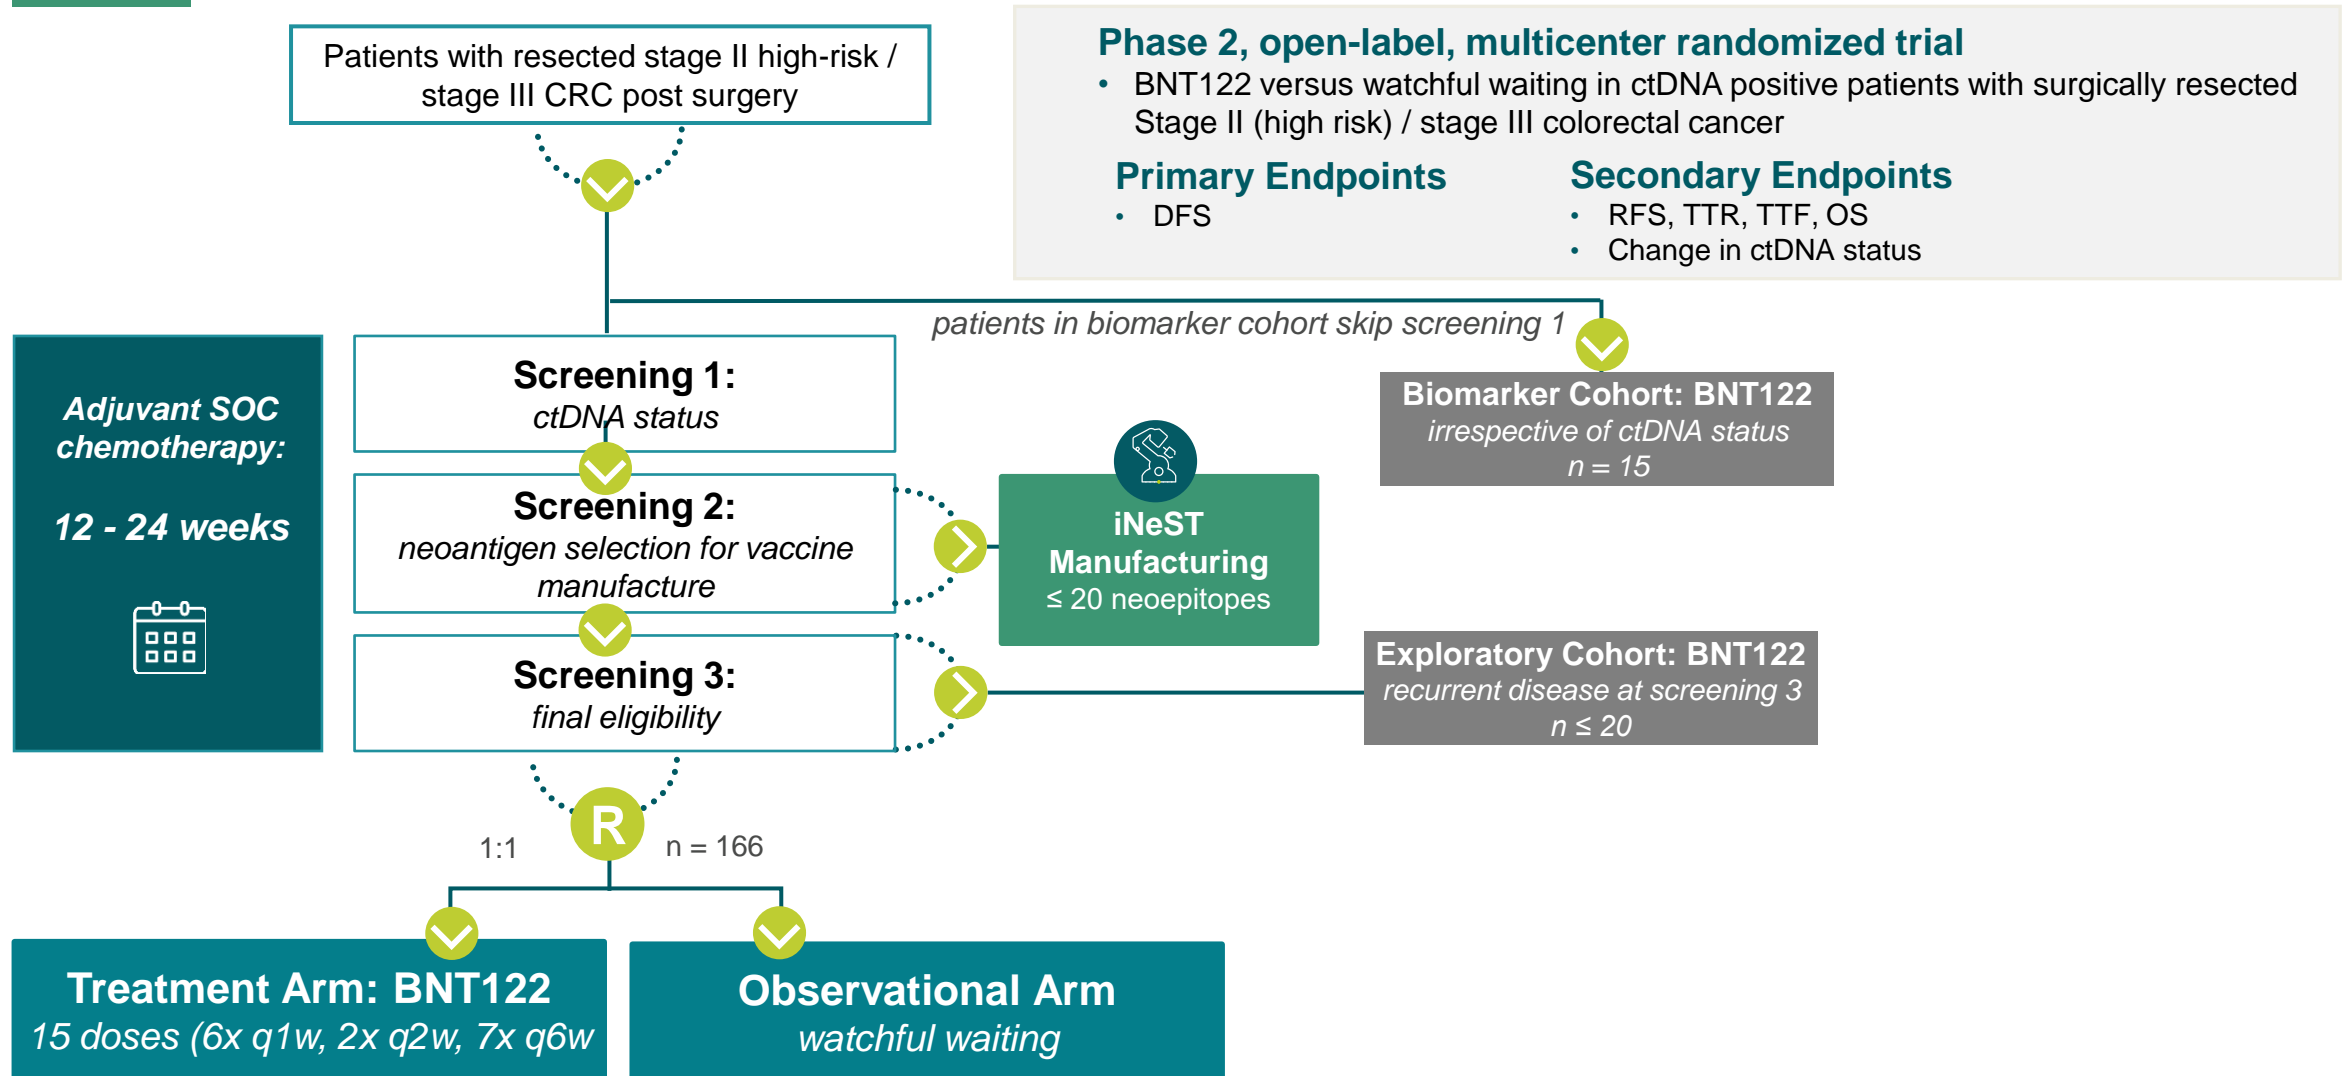 Patients with resected stage II high-risk /
stage III CRC post surgery
Phase 2, open-label, multicenter randomized trial
• BNT122 versus watchful waiting in ctDNA positive patients with surgically resected
Stage II (high risk) / stage III colorectal cancer
Primary Endpoints
• DFS
Secondary Endpoints
• RFS, TTR, TTF, OS
• Change in ctDNA status
patients in biomarker cohort skip screening 1
Adjuvant SOC
chemotherapy:
12 - 24 weeks
Screening 1:
ctDNA status
Screening 2:
neoantigen selection for vaccine
manufacture
Screening 3:
final eligibility
iNeST
Manufacturing
≤ 20 neoepitopes
Biomarker Cohort: BNT122
irrespective of ctDNA status
n = 15
Exploratory Cohort: BNT122
recurrent disease at screening 3
n ≤ 20
1:1
R
n = 166
Treatment Arm: BNT122
15 doses (6x q1w, 2x q2w, 7x q6w
Observational Arm
watchful waiting